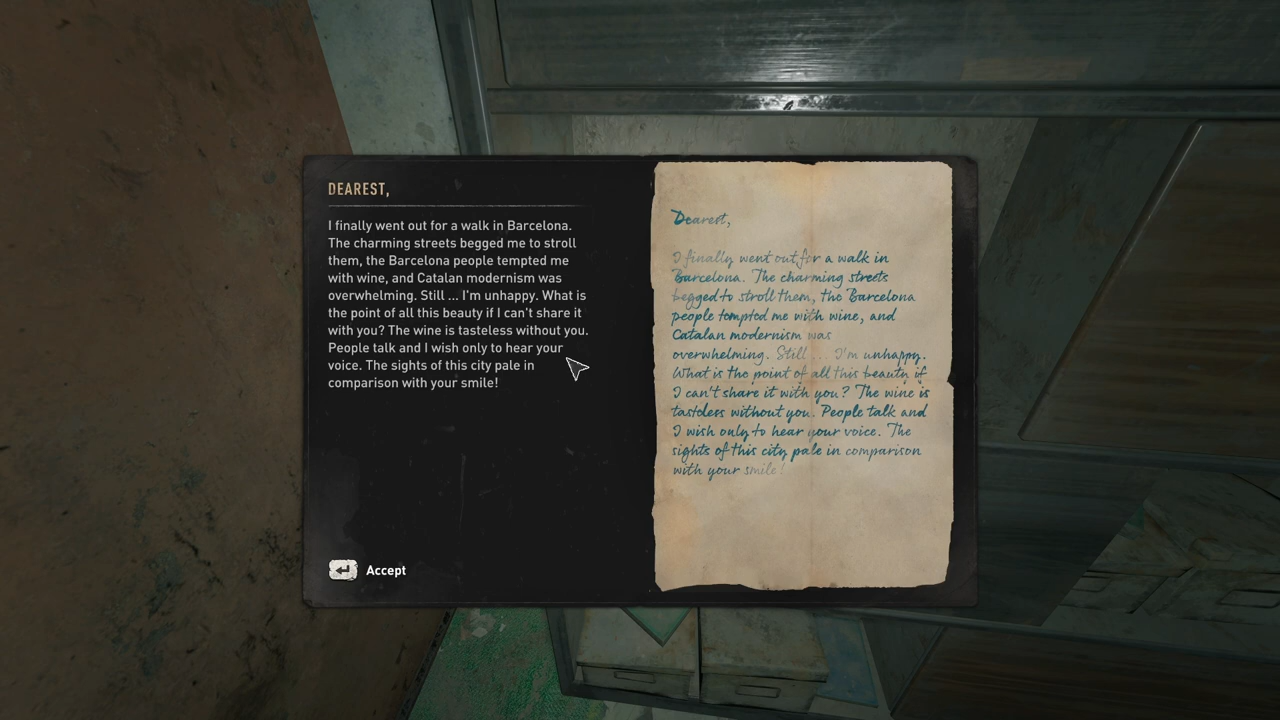 DEAREST,
I finally went out for a walk in Barcelona.
The charming streets begged me to stroll
them, the Barcelona people tempted me
with wine, and Catalan modernism was
overwhelming. Still ... I'm unhappy. What is
the point of all this beauty if I can't share it
with you? The wine is tasteless without you.
People talk and I wish only to hear your
voice. The sights of this city pale in
comparison with your smile!
Accept
Dearest,
I finally went out for a walk in
Barcelona. The charming streets
begged to stroll them, the Barcelona
people tempted me with wine, and
Catalan modernism was
overwhelming. Still ... I'm unhappy.
What is the point of all this beauty if
I can't share it with you? The wine is
tasteless without you. People talk and
I wish only to hear your voice. The
sights of this city pale in comparison
with your smile!